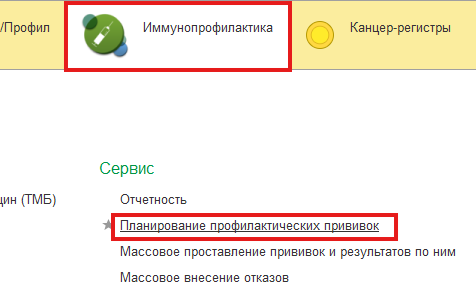 /Профил
Иммунопрофилактика
Канцер-регистры
Сервис
Отчетность
цин (ТМБ)
Планирование профилактических прививок
Массовое проставление прививок и результатов по ним
Массовое внесение отказов